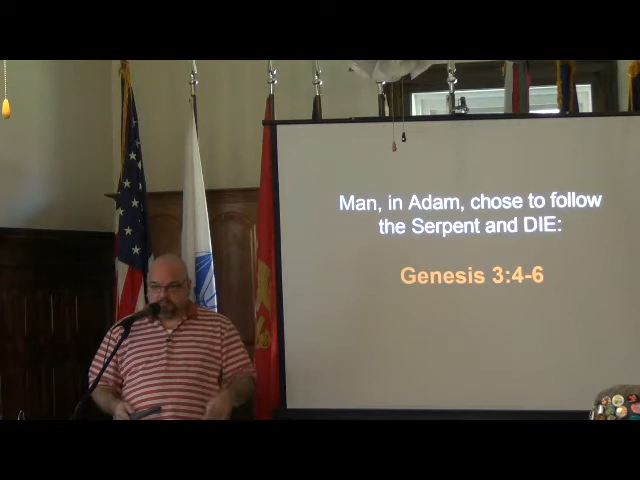 Man, in Adam, chose to follow
the Serpent and DIE:
Genesis 3:4-6